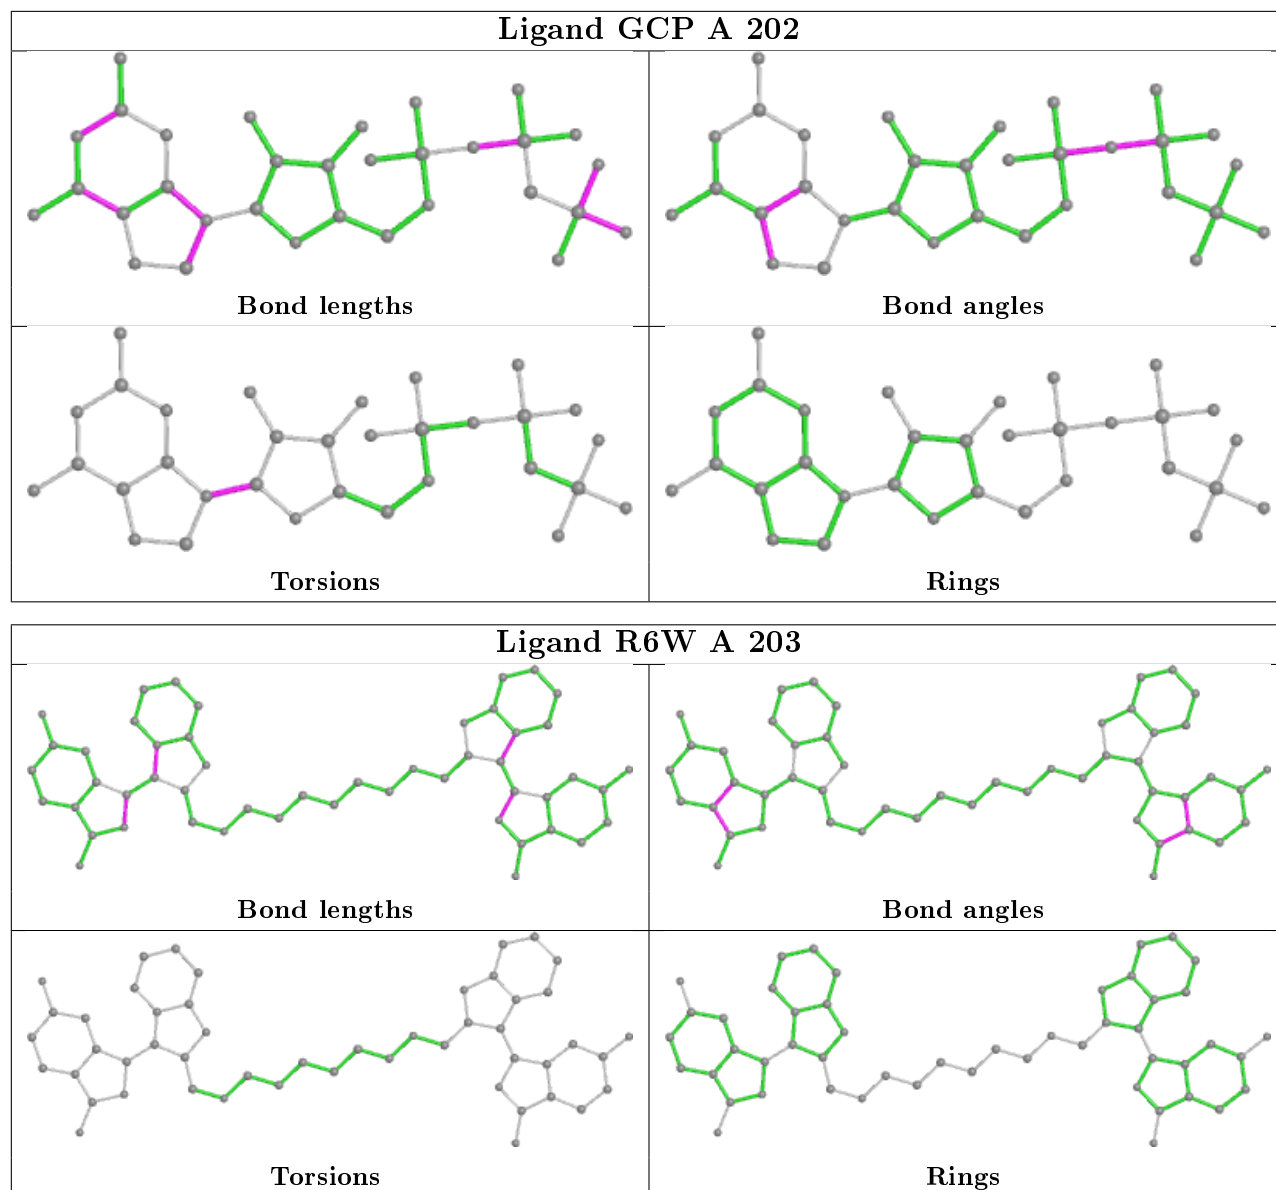 Ligand GCP A 202
Bond lengths
Bond angles
Torsions
Rings
Ligand R6W A 203
Bond lengths
Bond angles
Torsions
Rings